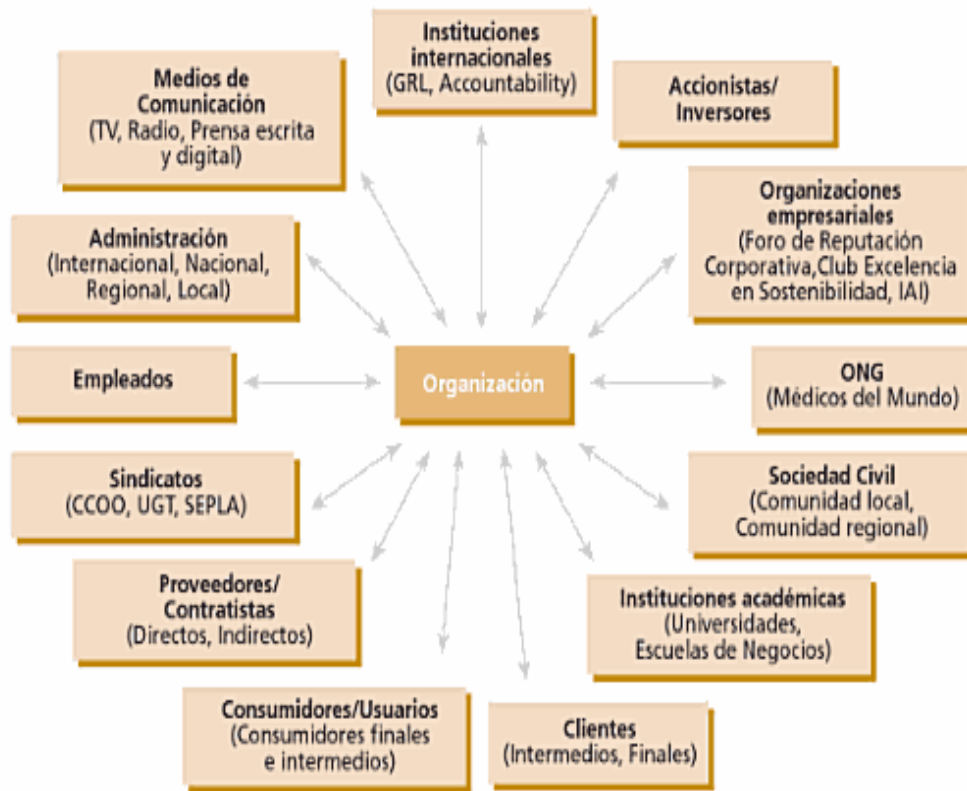 Instituciones
internacionales
(GRL, Accountability)
Medios de
Comunicación
(TV, Radio, Prensa escrita
y digital)
Accionistas/
Inversores
Organizaciones
empresariales
(Foro de Reputación
Corporativa,Club Excelencia
en Sostenibilidad, IAI)
Administración
(Internacional, Nacional,
Regional, Local)
Empleados
Organización
ONG
(Médicos del Mundo)
Sindicatos
(CCOO, UGT, SEPLA)
Sociedad Civil
(Comunidad local,
Comunidad regional)
Proveedores/
Contratistas
(Directos, Indirectos)
Instituciones académicas
(Universidades,
Escuelas de Negocios)
Consumidores/Usuarios
(Consumidores finales
e intermedios)
Clientes
(Intermedios, Finales)